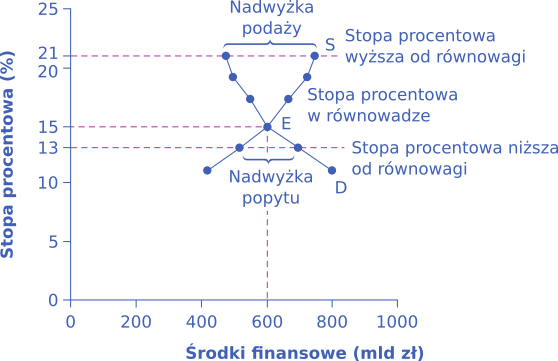 Nadwyżka
podaży
S
Stopa procentowa
wyższa od równowagi
Stopa procentowa
w równowadze
E
Stopa procentowa niższa
od równowagi
Nadwyżka
popytu
D
Stopa procentowa (%)
25
21
20
15
13
10
5
0
0 200 400 600 800 1000
Środki finansowe (mld zł)